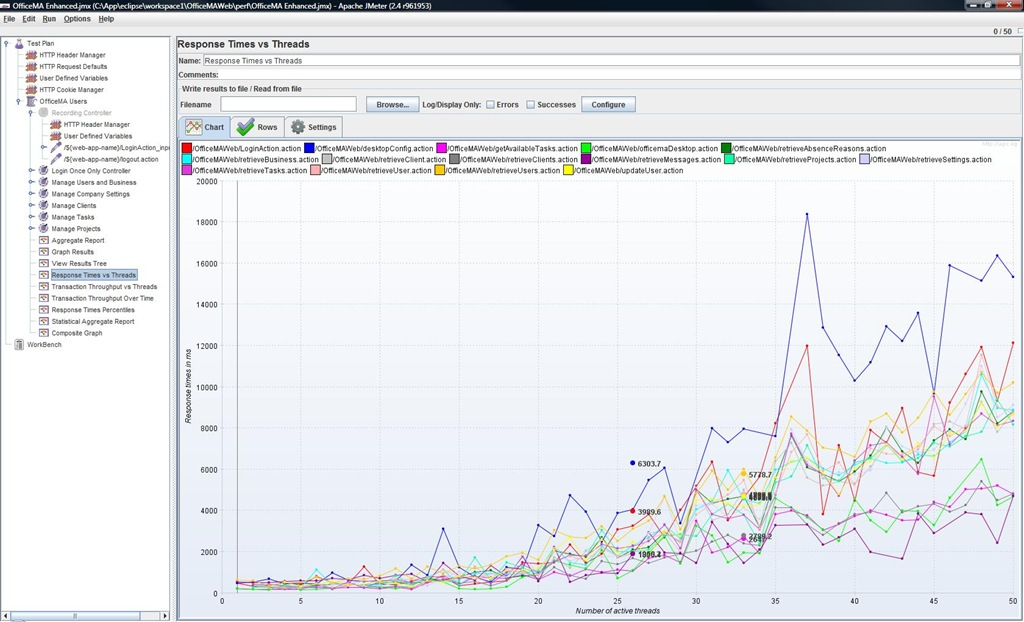 OfficeMA Enhanced.jmx (C:\App\eclipse\workspace1\OfficeMAWeb\perf\OfficeMA Enhanced.jmx) - Apache JMeter (2.4 r961953)
File Edit Run Options Help
0 / 50
Test Plan
HTTP Header Manager
HTTP Request Defaults
User Defined Variables
HTTP Cookie Manager
OfficeMA Users
Recording Controller
HTTP Header Manager
User Defined Variables
/${web-app-name}/LoginAction_inp
/${web-app-name}/logout.action
Login Once Only Controller
Manage Users and Business
Manage Company Settings
Manage Clients
Manage Tasks
Manage Projects
Aggregate Report
Graph Results
View Results Tree
Response Times vs Threads
Transaction Throughput vs Threads
Transaction Throughput Over Time
Response Times Percentiles
Statistical Aggregate Report
Composite Graph
WorkBench
Response Times vs Threads
Name: Response Times vs Threads
Comments:
Write results to file / Read from file
Filename Browse... Log/Display Only: Errors Successes Configure
Chart Rows Settings
/OfficeMAWeb/LoginAction.action /OfficeMAWeb/desktopConfig.action /OfficeMAWeb/getAvailableTasks.action /OfficeMAWeb/officemaDesktop.action /OfficeMAWeb/retrieveAbsenceReasons.action
/OfficeMAWeb/retrieveBusiness.action /OfficeMAWeb/retrieveClient.action /OfficeMAWeb/retrieveClients.action /OfficeMAWeb/retrieveMessages.action /OfficeMAWeb/retrieveProjects.action /OfficeMAWeb/retrieveSettings.action
/OfficeMAWeb/retrieveTasks.action /OfficeMAWeb/retrieveUser.action /OfficeMAWeb/retrieveUsers.action /OfficeMAWeb/updateUser.action
20000
18000
16000
14000
12000
10000
8000
6000
4000
2000
0
Response times in ms
6303.7
5778.7
3989.6
0 5 10 15 20 25 30 35 40 45 50
Number of active threads